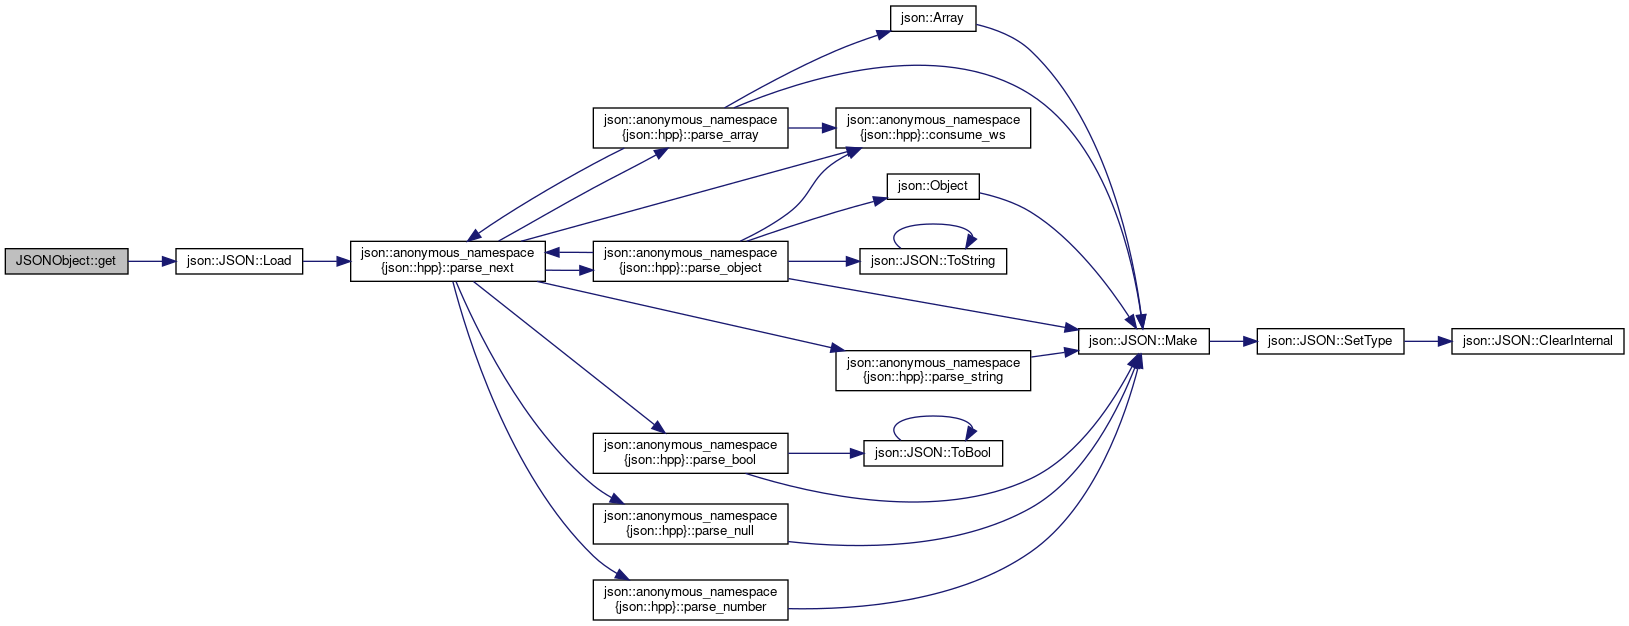 JSONObject::get
json::JSON::Load
json::anonymous_namespace
{json::hpp}::parse_next
json::anonymous_namespace
{json::hpp}::parse_array
json::Array
json::anonymous_namespace
{json::hpp}::consume_ws
json::Object
json::anonymous_namespace
{json::hpp}::parse_object
json::JSON::ToString
json::JSON::Make
json::JSON::SetType
json::JSON::ClearInternal
json::anonymous_namespace
{json::hpp}::parse_string
json::anonymous_namespace
{json::hpp}::parse_bool
json::JSON::ToBool
json::anonymous_namespace
{json::hpp}::parse_null
json::anonymous_namespace
{json::hpp}::parse_number